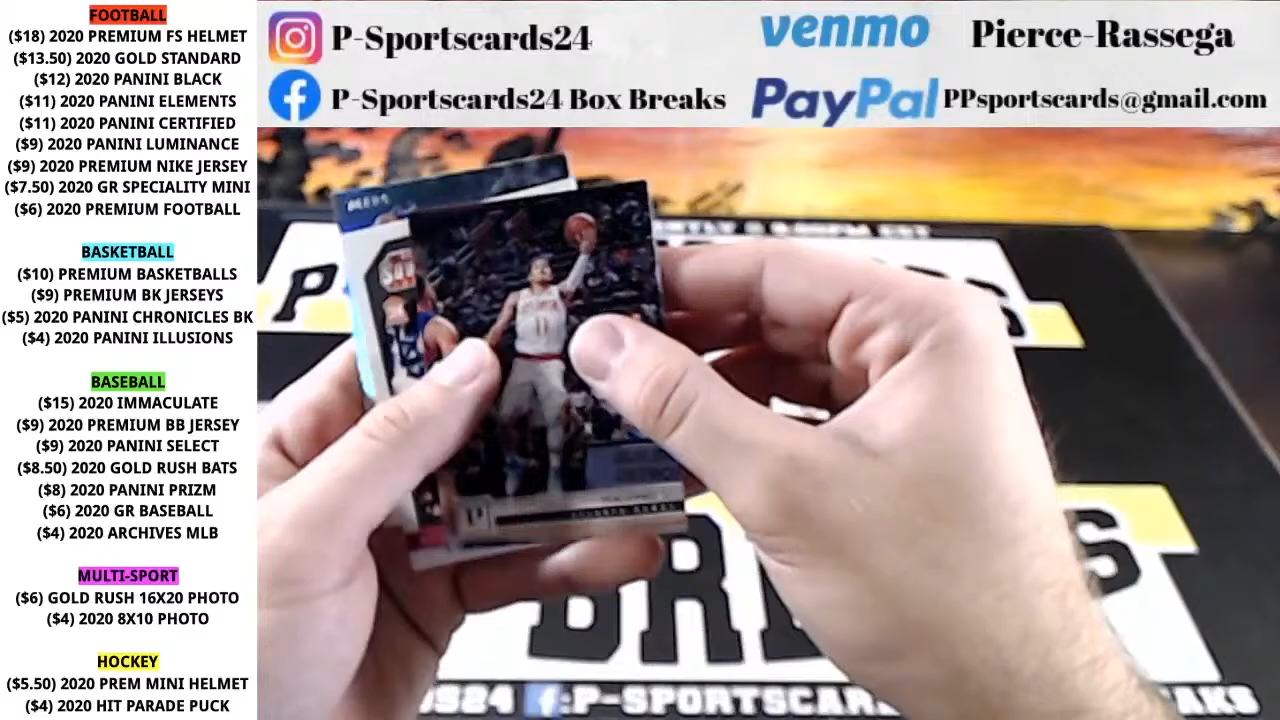 FOOTBALL
($18) 2020 PREMIUM FS HELMET
($13.50) 2020 GOLD STANDARD
($12) 2020 PANINI BLACK
($11) 2020 PANINI ELEMENTS
($11) 2020 PANINI CERTIFIED
($9) 2020 PANINI LUMINANCE
($9) 2020 PREMIUM NIKE JERSEY
($7.50) 2020 GR SPECIALITY MINI
($6) 2020 PREMIUM FOOTBALL
BASKETBALL
($10) PREMIUM BASKETBALLS
($9) PREMIUM BK JERSEYS
($5) 2020 PANINI CHRONICLES BK
($4) 2020 PANINI ILLUSIONS
BASEBALL
($15) 2020 IMMACULATE
($9) 2020 PREMIUM BB JERSEY
($9) 2020 PANINI SELECT
($8.50) 2020 GOLD RUSH BATS
($8) 2020 PANINI PRIZM
($6) 2020 GR BASEBALL
($4) 2020 ARCHIVES MLB
MULTI-SPORT
($6) GOLD RUSH 16X20 PHOTO
($4) 2020 8X10 PHOTO
HOCKEY
($5.50) 2020 PREM MINI HELMET
($4) 2020 HIT PARADE PUCK
P-Sportscards24
P-Sportscards24 Box Breaks
venmo Pierce-Rassega
PayPal PPsportscards@gmail.com
11
DS24 f:P-SPORTSCAR